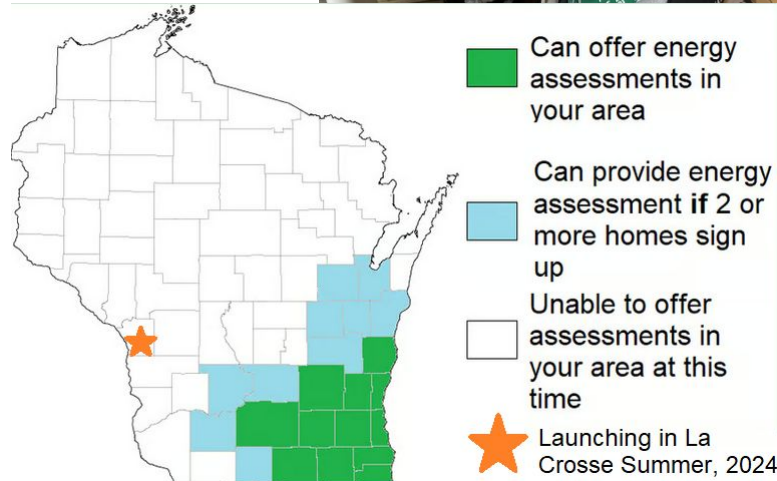 Can offer energy
assessments in
your area
Can provide energy
assessment if 2 or
more homes sign
up
Unable to offer
assessments in
your area at this
time
Launching in La
Crosse Summer, 2024